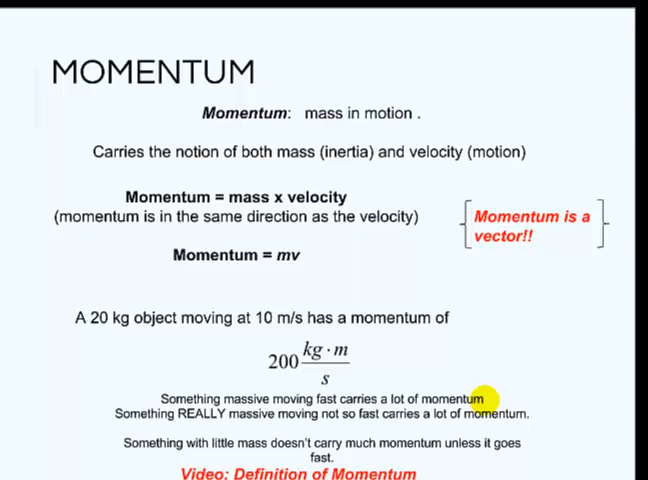 MOMENTUM
Momentum: mass in motion .
Carries the notion of both mass (inertia) and velocity (motion)
Momentum = mass x velocity
(momentum is in the same direction as the velocity)
Momentum is a
vector!!
Momentum = mv
A 20 kg object moving at 10 m/s has a momentum of
200 kg · m / s
Something massive moving fast carries a lot of momentum
Something REALLY massive moving not so fast carries a lot of momentum.
Something with little mass doesn't carry much momentum unless it goes
fast.
Video: Definition of Momentum